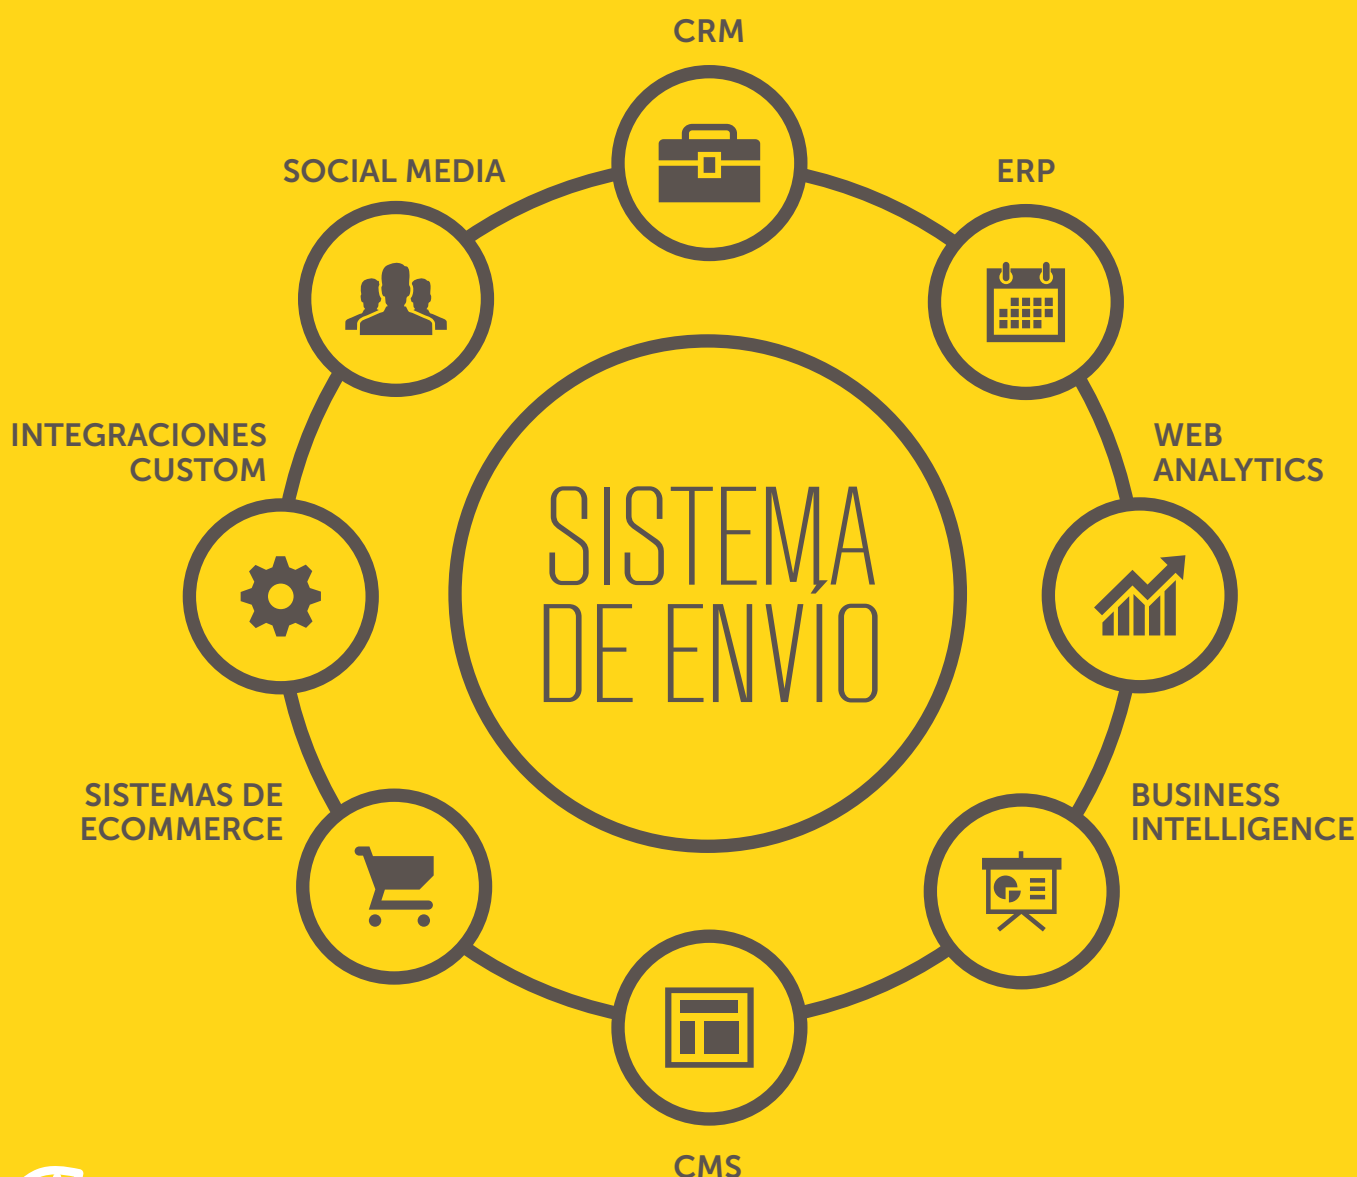 CRM
SOCIAL MEDIA
ERP
INTEGRACIONES
CUSTOM
WEB
ANALYTICS
SISTEMA
DE ENVÍO
SISTEMAS DE
ECOMMERCE
BUSINESS
INTELLIGENCE
CMS